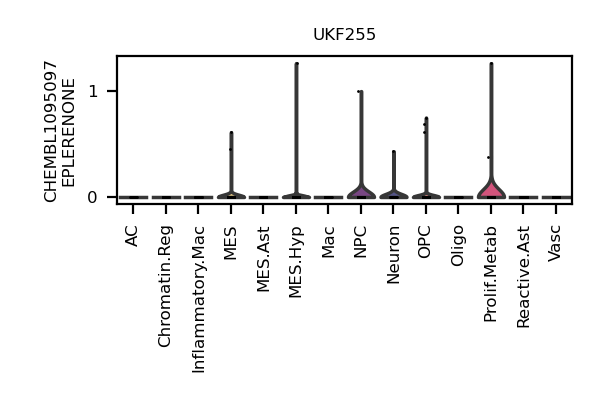 UKF255
CHEMBL1095097
EPLERENONE
1
0
AC
Chromatin.Reg
Inflammatory.Mac
MES
MES.Ast
MES.Hyp
Mac
NPC
Neuron
OPC
Oligo
Prolif.Metab
Reactive.Ast
Vasc